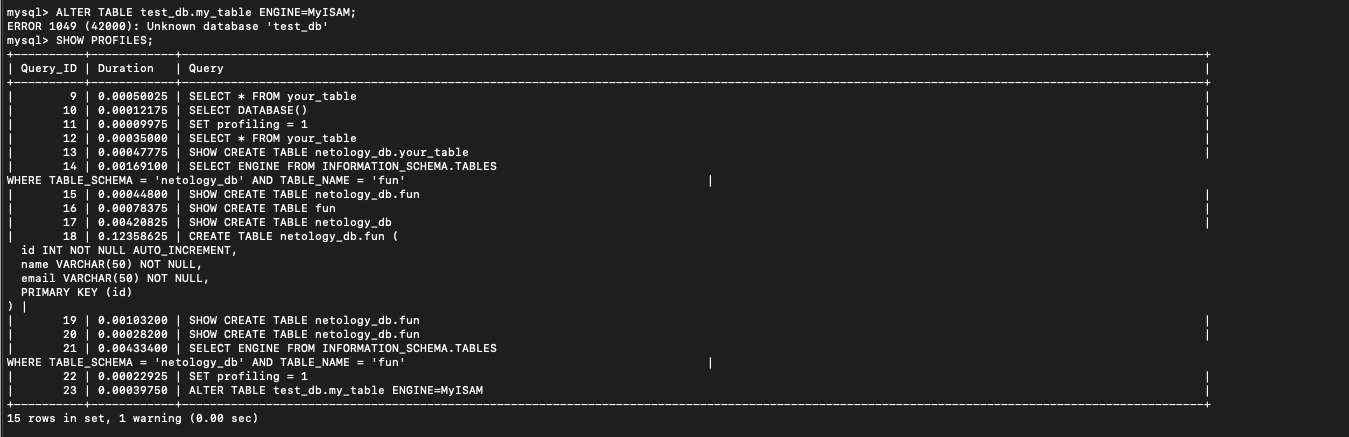 mysql> ALTER TABLE test_db.my_table ENGINE=MyISAM;
ERROR 1049 (42000): Unknown database 'test_db'
mysql> SHOW PROFILES;
| Query_ID | Duration | Query |
| 9 | 0.00050025 | SELECT * FROM your_table |
| 10 | 0.00012175 | SELECT DATABASE() |
| 11 | 0.00009975 | SET profiling = 1 |
| 12 | 0.00035000 | SELECT * FROM your_table |
| 13 | 0.00047775 | SHOW CREATE TABLE netology_db.your_table |
| 14 | 0.00169100 | SELECT ENGINE FROM INFORMATION_SCHEMA.TABLES
WHERE TABLE_SCHEMA = 'netology_db' AND TABLE_NAME = 'fun' |
| 15 | 0.00044800 | SHOW CREATE TABLE netology_db.fun |
| 16 | 0.00078375 | SHOW CREATE TABLE fun |
| 17 | 0.00420825 | SHOW CREATE TABLE netology_db |
| 18 | 0.12358625 | CREATE TABLE netology_db.fun (
id INT NOT NULL AUTO_INCREMENT,
name VARCHAR(50) NOT NULL,
email VARCHAR(50) NOT NULL,
PRIMARY KEY (id)
) |
| 19 | 0.00103200 | SHOW CREATE TABLE netology_db.fun |
| 20 | 0.00028200 | SHOW CREATE TABLE netology_db.fun |
| 21 | 0.00433400 | SELECT ENGINE FROM INFORMATION_SCHEMA.TABLES
WHERE TABLE_SCHEMA = 'netology_db' AND TABLE_NAME = 'fun' |
| 22 | 0.00022925 | SET profiling = 1 |
| 23 | 0.00039750 | ALTER TABLE test_db.my_table ENGINE=MyISAM |
15 rows in set, 1 warning (0.00 sec)